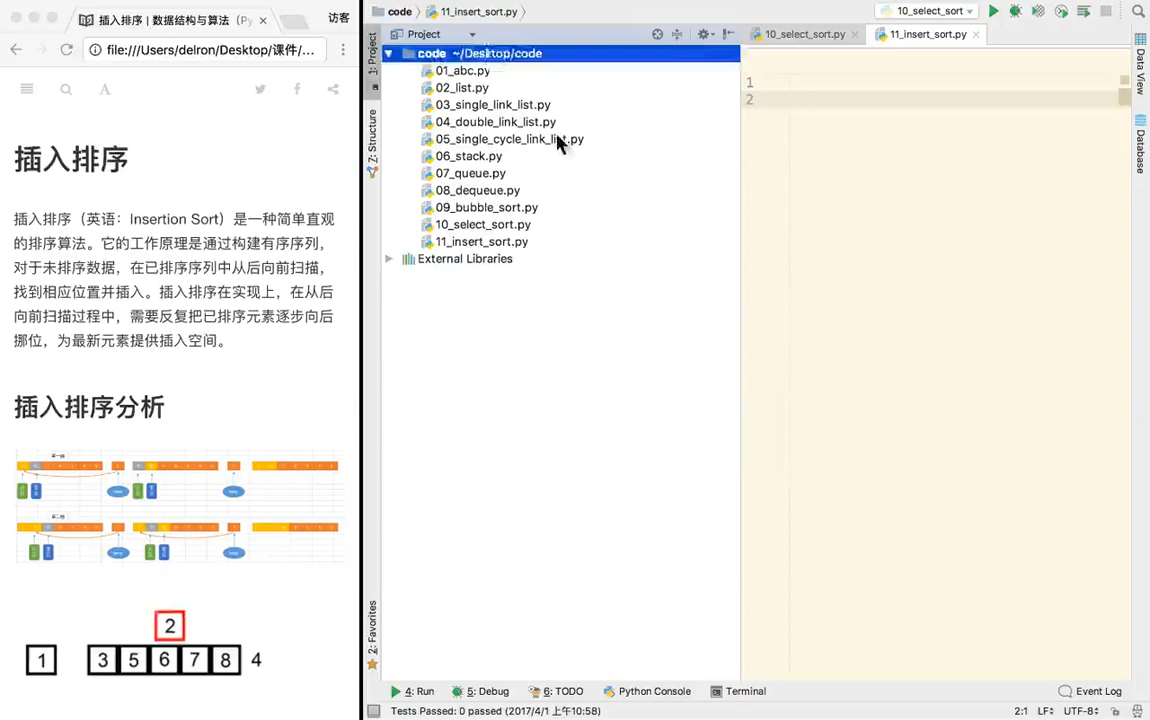 插入排序 | 数据结构与算法（Py
访客
file:///Users/delron/Desktop/课件/...
插入排序
插入排序（英语：Insertion Sort）是一种简单直观
的排序算法。它的工作原理是通过构建有序序列，
对于未排序数据，在已排序序列中从后向前扫描，
找到相应位置并插入。插入排序在实现上，在从后
向前扫描过程中，需要反复把已排序元素逐步向后
挪位，为最新元素提供插入空间。
插入排序分析
2
1 3 5 6 7 8 4
code 11_insert_sort.py
10_select_sort
Project
10_select_sort.py
11_insert_sort.py
1: Project
Z: Structure
2: Favorites
code ~/Desktop/code
01_abc.py
02_list.py
03_single_link_list.py
04_double_link_list.py
05_single_cycle_link_list.py
06_stack.py
07_queue.py
08_dequeue.py
09_bubble_sort.py
10_select_sort.py
11_insert_sort.py
External Libraries
1
2
Data View
Database
4: Run
5: Debug
6: TODO
Python Console
Terminal
Event Log
Tests Passed: 0 passed (2017/4/1 上午10:58)
2:1 LF UTF-8